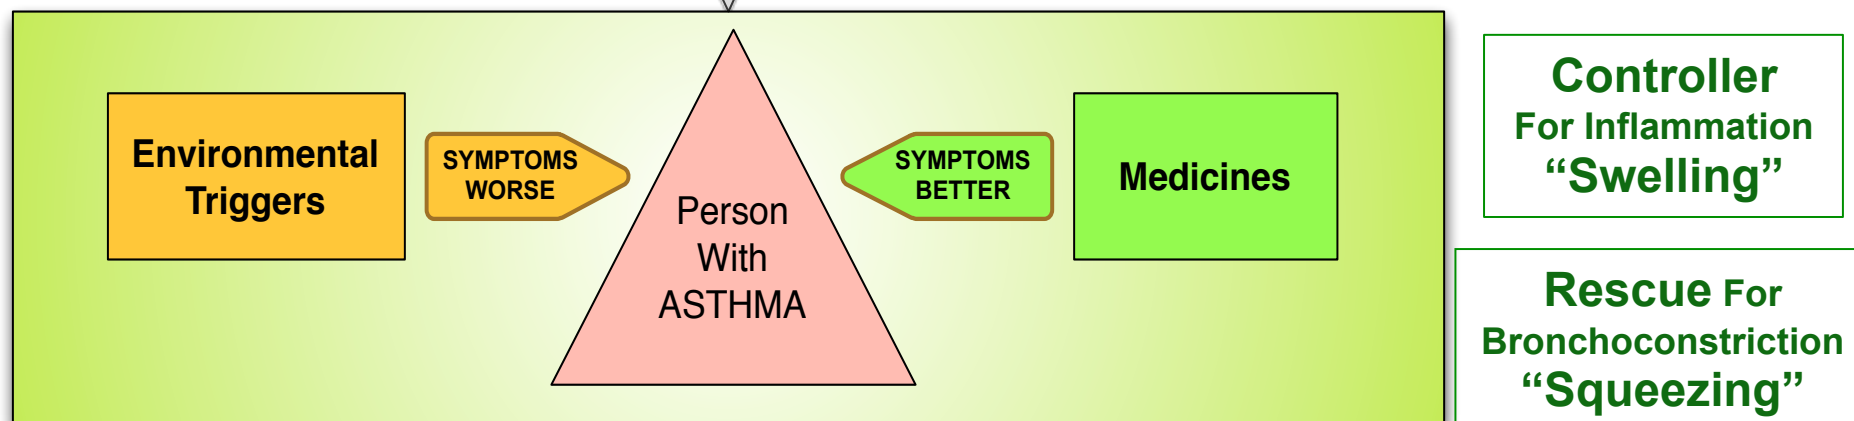 Environmental
Triggers
SYMPTOMS
WORSE
Person
With
ASTHMA
SYMPTOMS
BETTER
Medicines
Controller
For Inflammation
“Swelling”
Rescue For
Bronchoconstriction
“Squeezing”